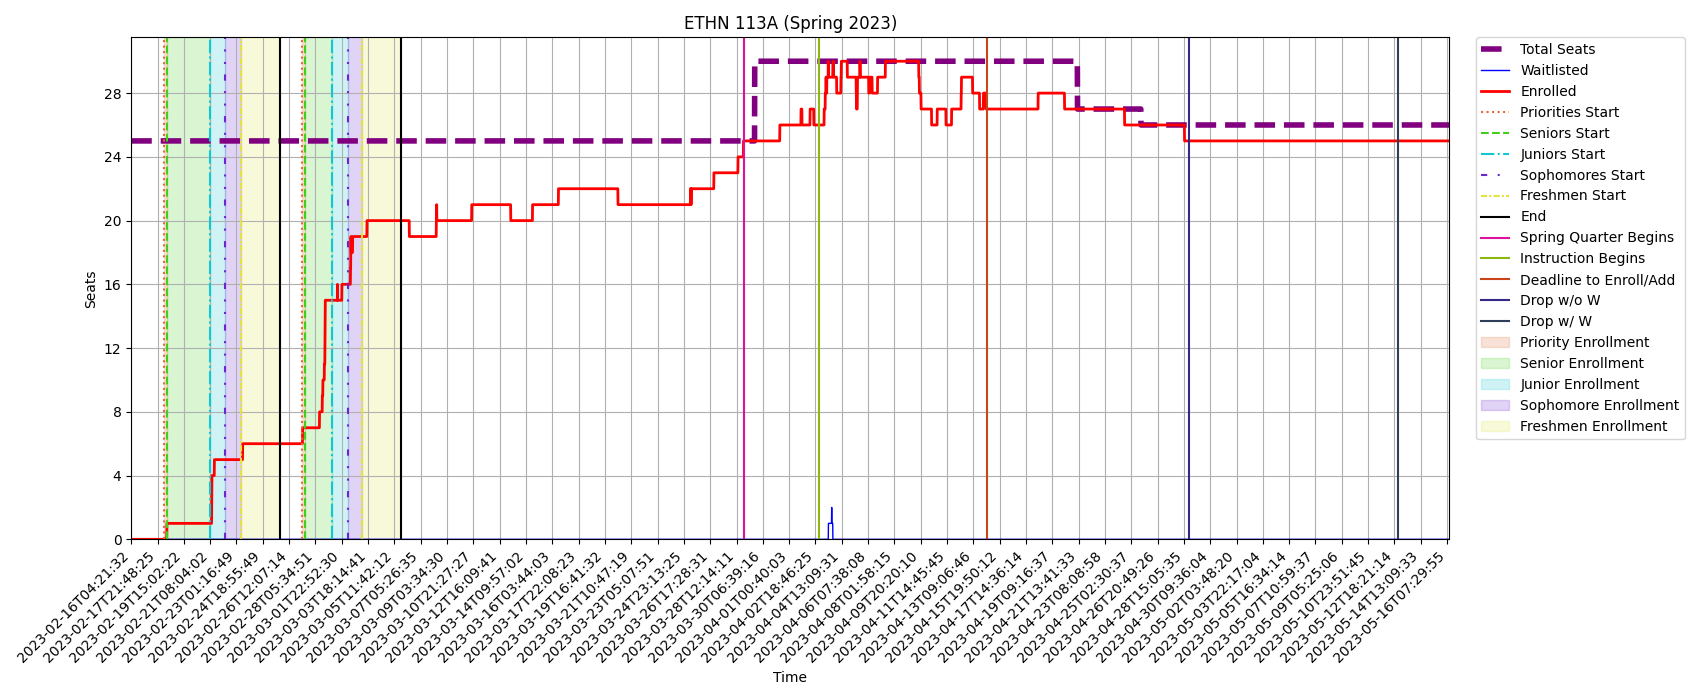 ETHN 113A (Spring 2023)
Seats
28
24
20
16
12
8
4
0
2023-02-16T04:21:32
2023-02-17T21:48:25
2023-02-19T15:02:22
2023-02-21T08:04:02
2023-02-23T01:16:49
2023-02-24T18:55:49
2023-02-26T12:07:14
2023-02-28T05:34:51
2023-03-01T22:52:30
2023-03-03T18:14:41
2023-03-05T11:42:12
2023-03-07T05:26:35
2023-03-09T03:34:30
2023-03-12T16:09:41
2023-03-14T09:57:02
2023-03-16T03:44:03
2023-03-17T22:08:23
2023-03-19T16:41:32
2023-03-21T10:47:19
2023-03-23T05:07:51
2023-03-24T23:13:25
2023-03-26T17:28:31
2023-03-28T12:14:11
2023-03-30T06:39:16
2023-04-01T00:40:03
2023-04-02T18:46:25
2023-04-04T13:09:31
2023-04-06T07:38:08
2023-04-08T01:58:15
2023-04-09T20:20:10
2023-04-11T14:45:45
2023-04-13T09:06:46
2023-04-15T19:50:12
2023-04-17T14:36:14
2023-04-19T09:16:37
2023-04-21T13:41:33
2023-04-23T08:08:58
2023-04-25T02:30:37
2023-04-26T20:49:26
2023-04-28T15:05:35
2023-04-30T09:36:04
2023-05-02T03:48:20
2023-05-03T22:17:04
2023-05-05T16:34:14
2023-05-07T10:59:37
2023-05-09T05:25:06
2023-05-10T23:51:45
2023-05-12T18:21:14
2023-05-14T13:09:33
2023-05-16T07:29:55
Time
Total Seats
Waitlisted
Enrolled
Priorities Start
Seniors Start
Juniors Start
Sophomores Start
Freshmen Start
End
Spring Quarter Begins
Instruction Begins
Deadline to Enroll/Add
Drop w/o W
Drop w/ W
Priority Enrollment
Senior Enrollment
Junior Enrollment
Sophomore Enrollment
Freshmen Enrollment